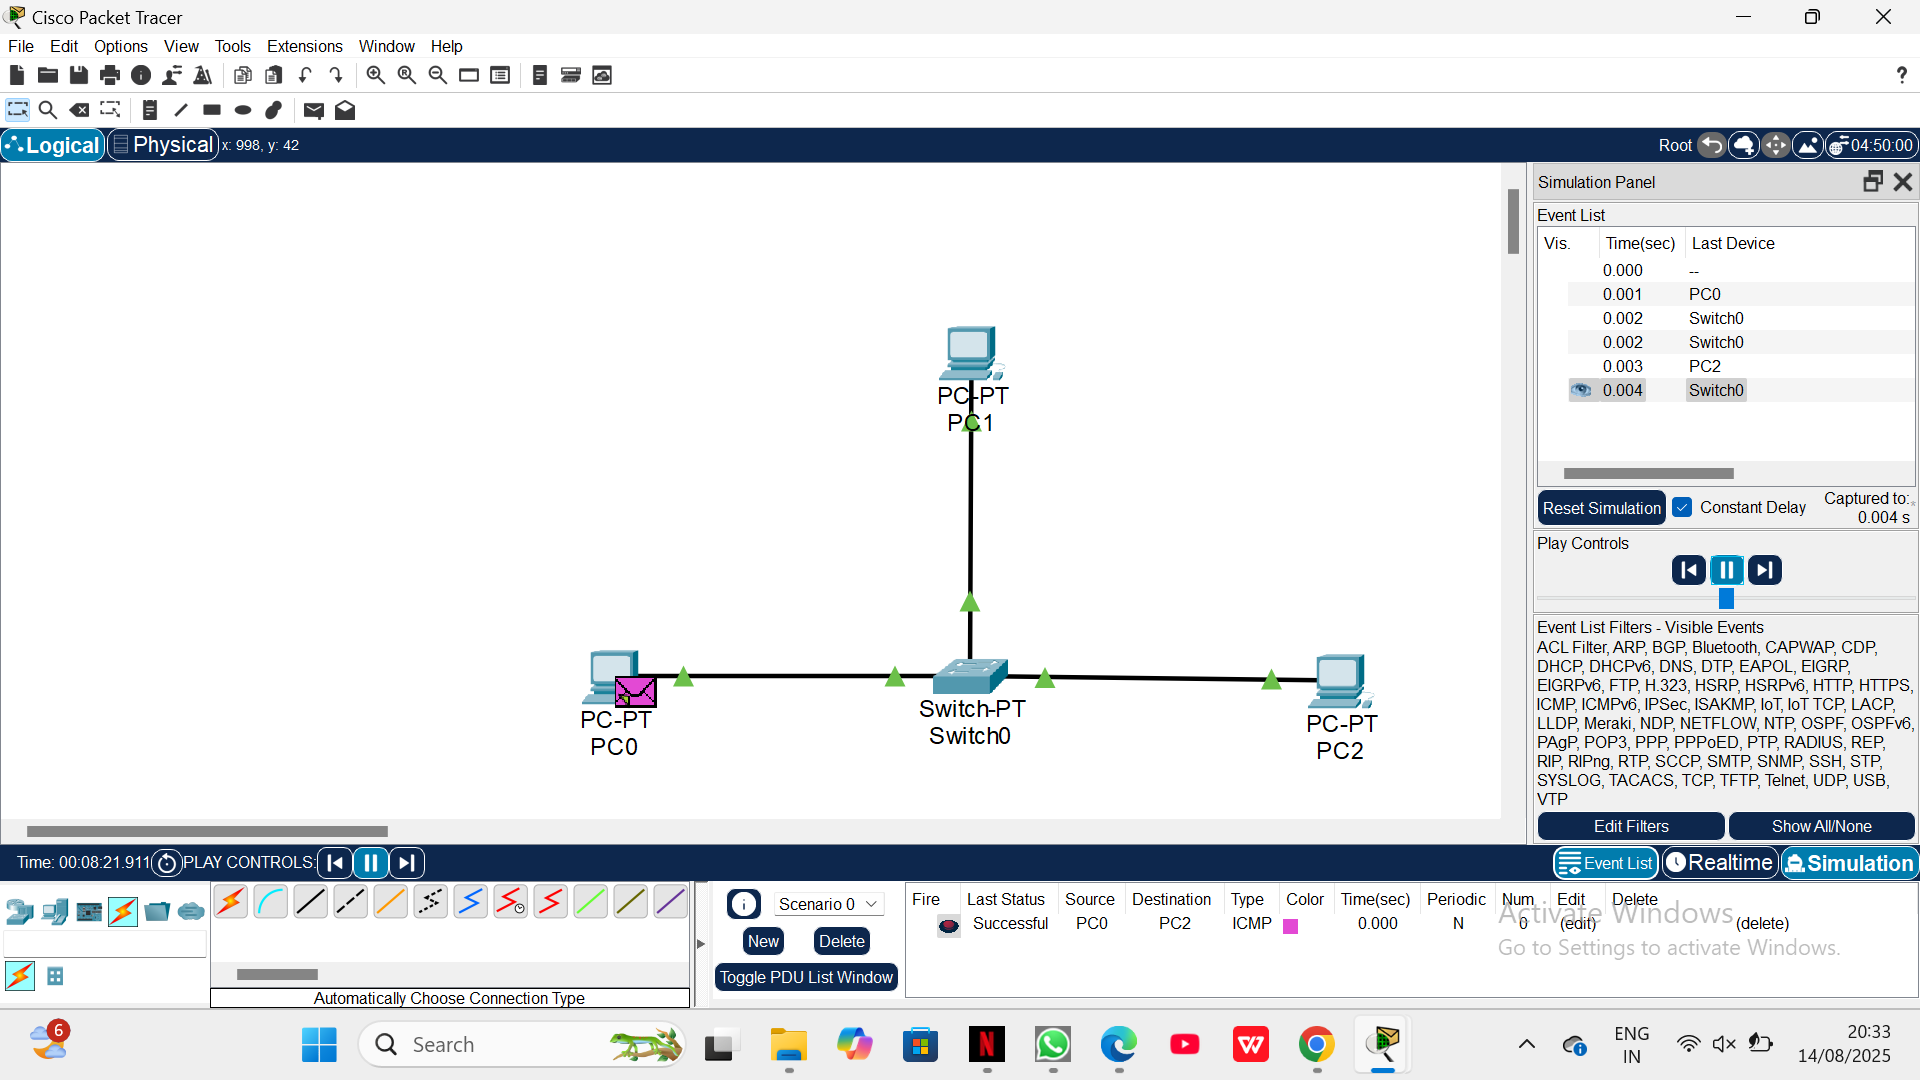 Cisco Packet Tracer
File Edit Options View Tools Extensions Window Help
?
Logical Physical x: 998, y: 42 Root 04:50:00
Simulation Panel
Event List
Vis. Time(sec) Last Device
0.000 --
0.001 PC0
0.002 Switch0
0.002 Switch0
0.003 PC2
0.004 Switch0
Reset Simulation Constant Delay Captured to:*
0.004 s
Play Controls
Event List Filters - Visible Events
ACL Filter, ARP, BGP, Bluetooth, CAPWAP, CDP,
DHCP, DHCPv6, DNS, DTP, EAPOL, EIGRP,
EIGRPv6, FTP, H.323, HSRP, HSRPv6, HTTP, HTTPS,
ICMP, ICMPv6, IPSec, ISAKMP, IoT, IoT TCP, LACP,
LLDP, Meraki, NDP, NETFLOW, NTP, OSPF, OSPFv6,
PAgP, POP3, PPP, PPPoED, PTP, RADIUS, REP,
RIP, RIPng, RTP, SCCP, SMTP, SNMP, SSH, STP,
SYSLOG, TACACS, TCP, TFTP, Telnet, UDP, USB,
VTP
Edit Filters Show All/None
PC-PT
PC1
PC-PT
PC0
Switch-PT
Switch0
PC-PT
PC2
Time: 00:08:21.911 PLAY CONTROLS: Event List Realtime Simulation
Scenario 0
New Delete
Toggle PDU List Window
Fire Last Status Source Destination Type Color Time(sec) Periodic Num Edit Delete
Successful PC0 PC2 ICMP 0.000 N 0 (edit) (delete)
Activate Windows
Go to Settings to activate Windows.
Automatically Choose Connection Type
6
Search
N
W
ENG
IN
20:33
14/08/2025